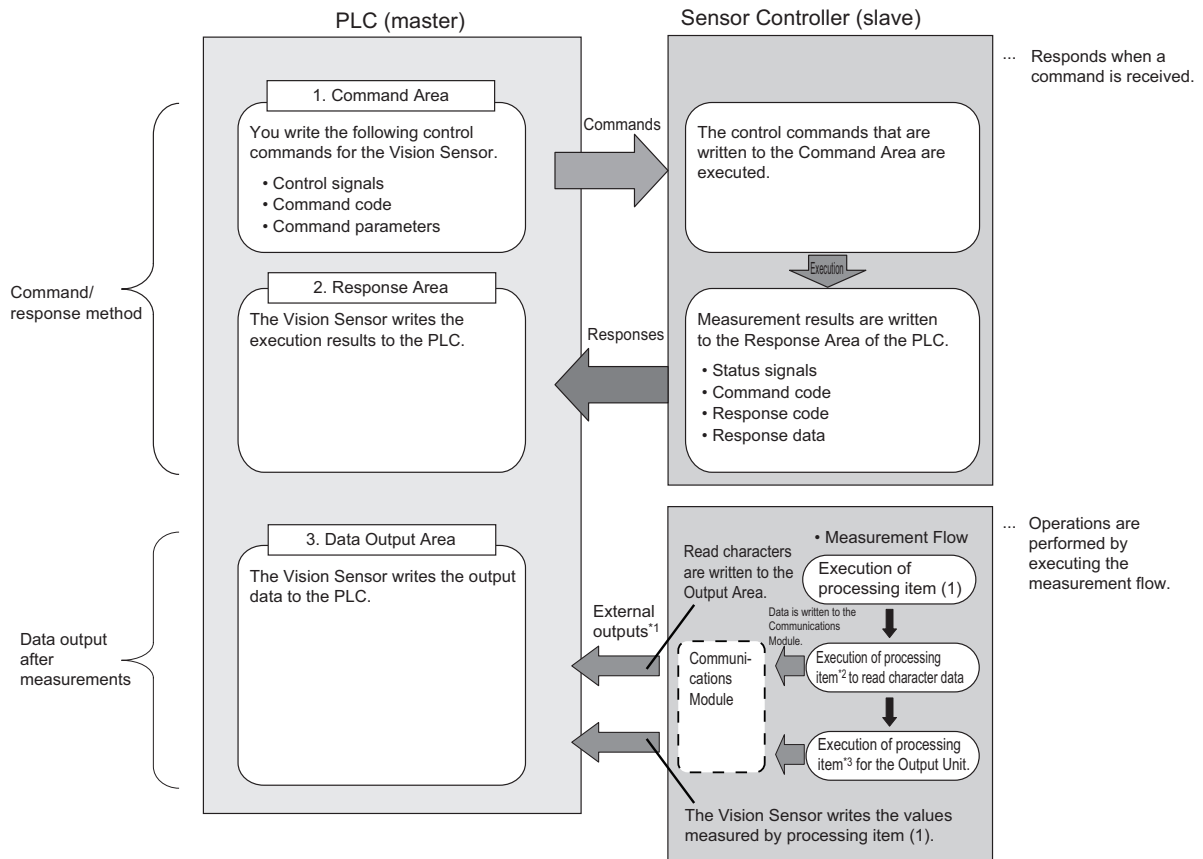 PLC (master)
Sensor Controller (slave)
... Responds when a
command is received.
1. Command Area
You write the following control
commands for the Vision Sensor.
• Control signals
• Command code
• Command parameters
Commands
The control commands that are
written to the Command Area are
executed.
Execution
Command/
response method
2. Response Area
The Vision Sensor writes the
execution results to the PLC.
Responses
Measurement results are written
to the Response Area of the PLC.
• Status signals
• Command code
• Response code
• Response data
Data output
after
measurements
3. Data Output Area
The Vision Sensor writes the output
data to the PLC.
External
outputs*1
Read characters
are written to the
Output Area.
• Measurement Flow
Execution of
processing item (1)
Data is written to the
Communications
Module.
Communi-
cations
Module
Execution of processing
item*2 to read character data
Execution of processing
item*3 for the Output Unit.
The Vision Sensor writes the values
measured by processing item (1).
... Operations are
performed by
executing the
measurement flow.